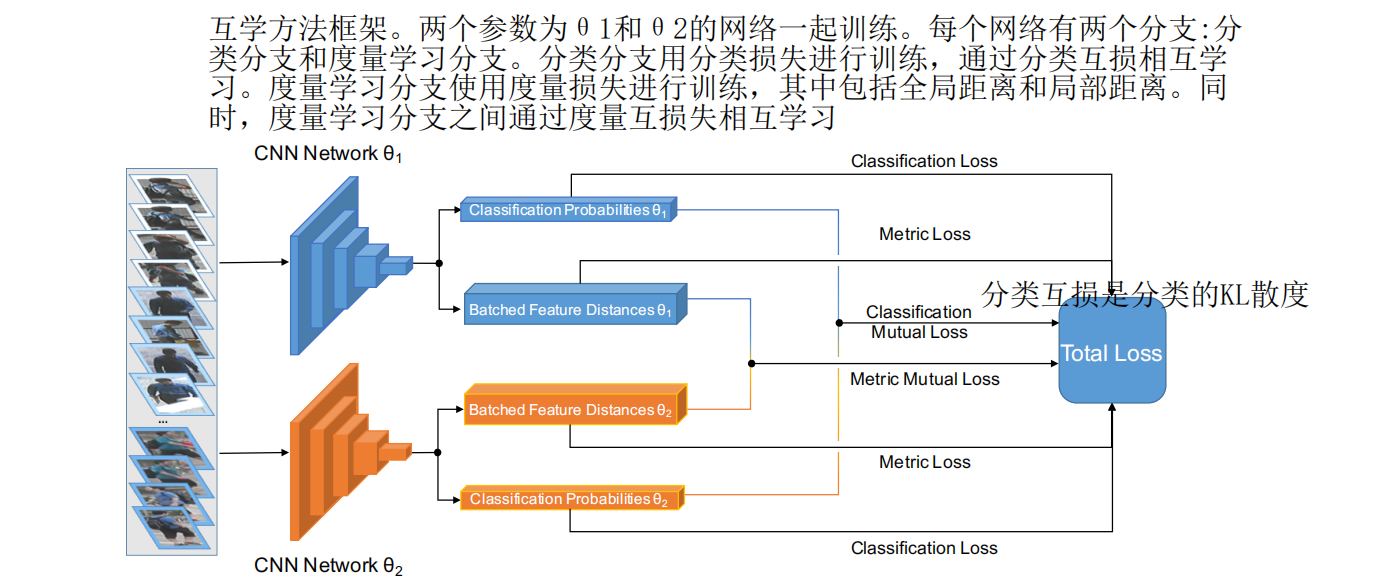 互学方法框架。两个参数为θ1和θ2的网络一起训练。每个网络有两个分支:分
类分支和度量学习分支。分类分支用分类损失进行训练，通过分类互损相互学
习。度量学习分支使用度量损失进行训练，其中包括全局距离和局部距离。同
时，度量学习分支之间通过度量互损失相互学习
CNN Network θ₁
Classification Loss
Classification Probabilities θ₁
Metric Loss
分类互损是分类的KL散度
Batched Feature Distances θ₁
Classification
Mutual Loss
Total Loss
Metric Mutual Loss
Batched Feature Distances θ₂
...
Metric Loss
Classification Probabilities θ₂
Classification Loss
CNN Network θ₂